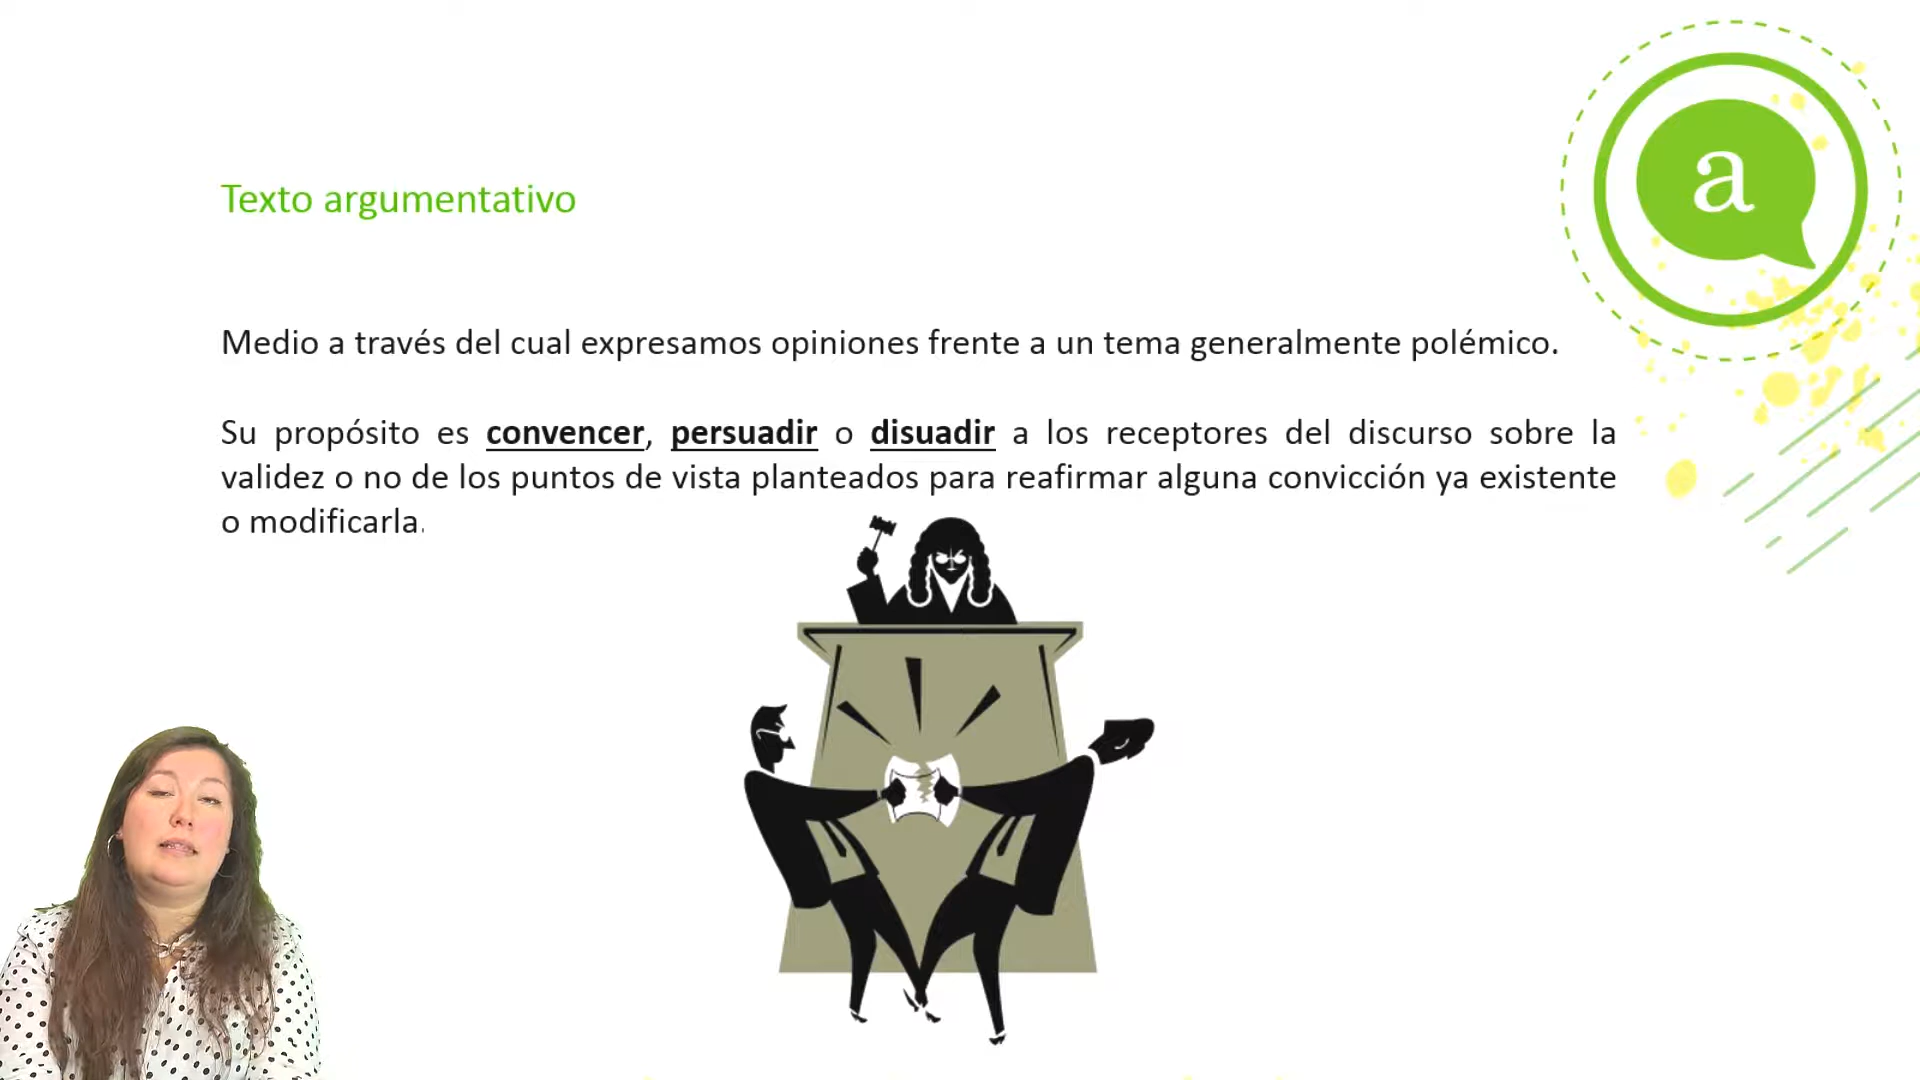 a
Texto argumentativo
Medio a través del cual expresamos opiniones frente a un tema generalmente polémico.
Su propósito es convencer, persuadir o disuadir a los receptores del discurso sobre la
validez o no de los puntos de vista planteados para reafirmar alguna convicción ya existente
o modificarla.